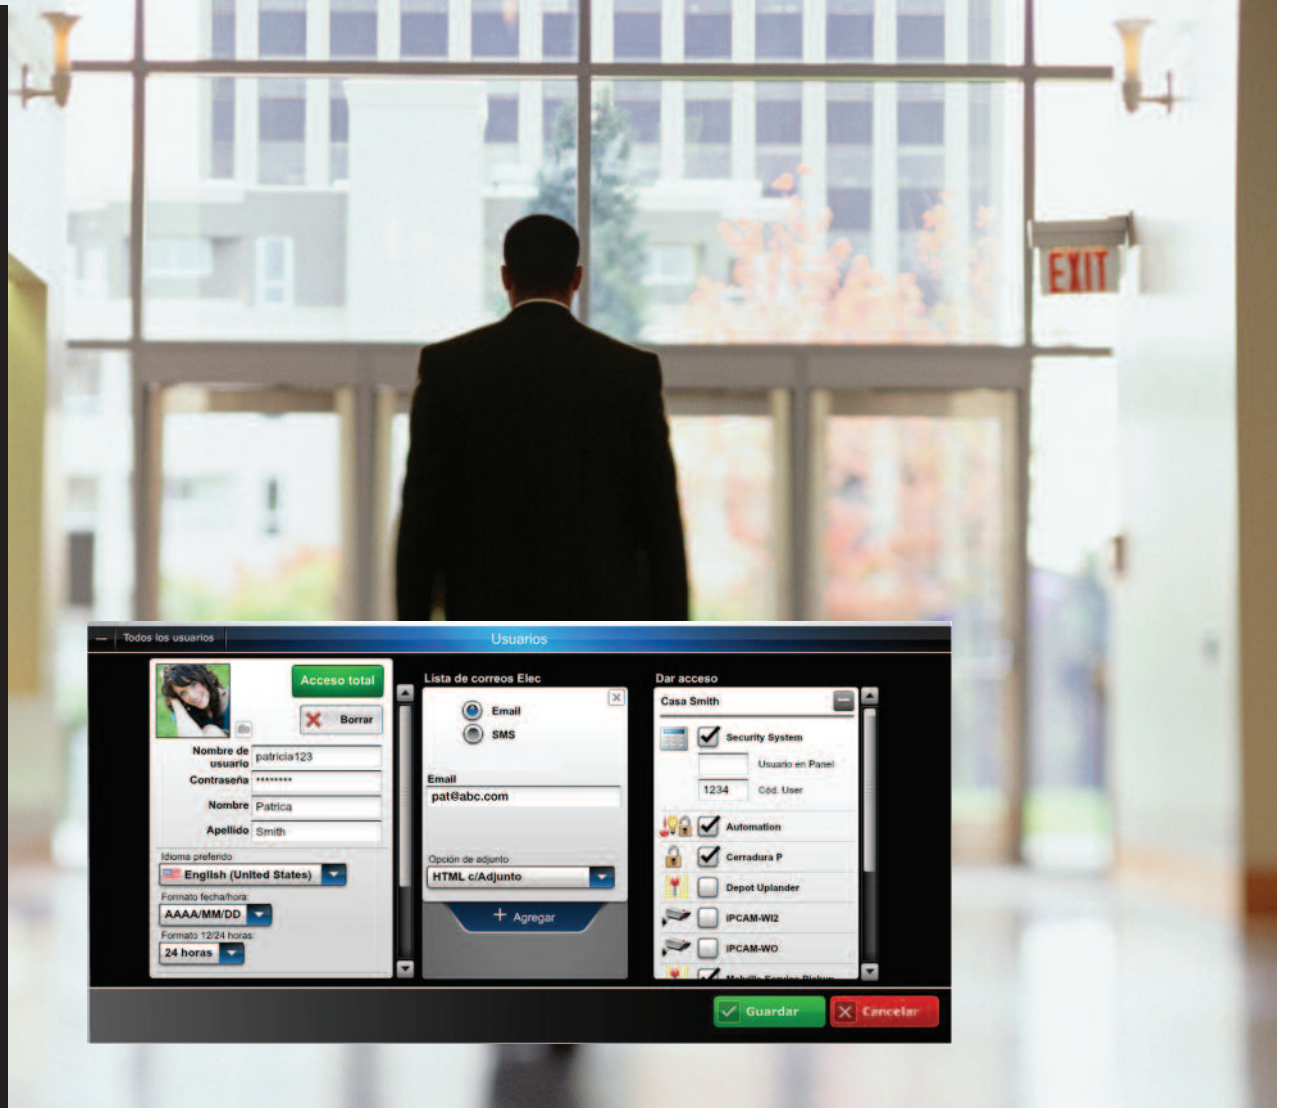 EXIT
Todos los usuarios
Usuarios
Acceso total
Borrar
Nombre de
usuario
patricia123
Contraseña
********
Nombre
Patrica
Apellido
Smith
Idioma preferido
English (United States)
Formato fecha/hora:
AAAA/MM/DD
Formato 12/24 horas:
24 horas
Lista de correos Elec
Email
SMS
Email
pat@abc.com
Opción de adjunto
HTML c/Adjunto
+ Agregar
Dar acceso
Casa Smith
Security System
Usuario en Panel
1234 Cód. User
Automation
Cerradura P
Depot Uplander
IPCAM-WI2
IPCAM-WO
Melville Service Pickup
Guardar
Cancelar